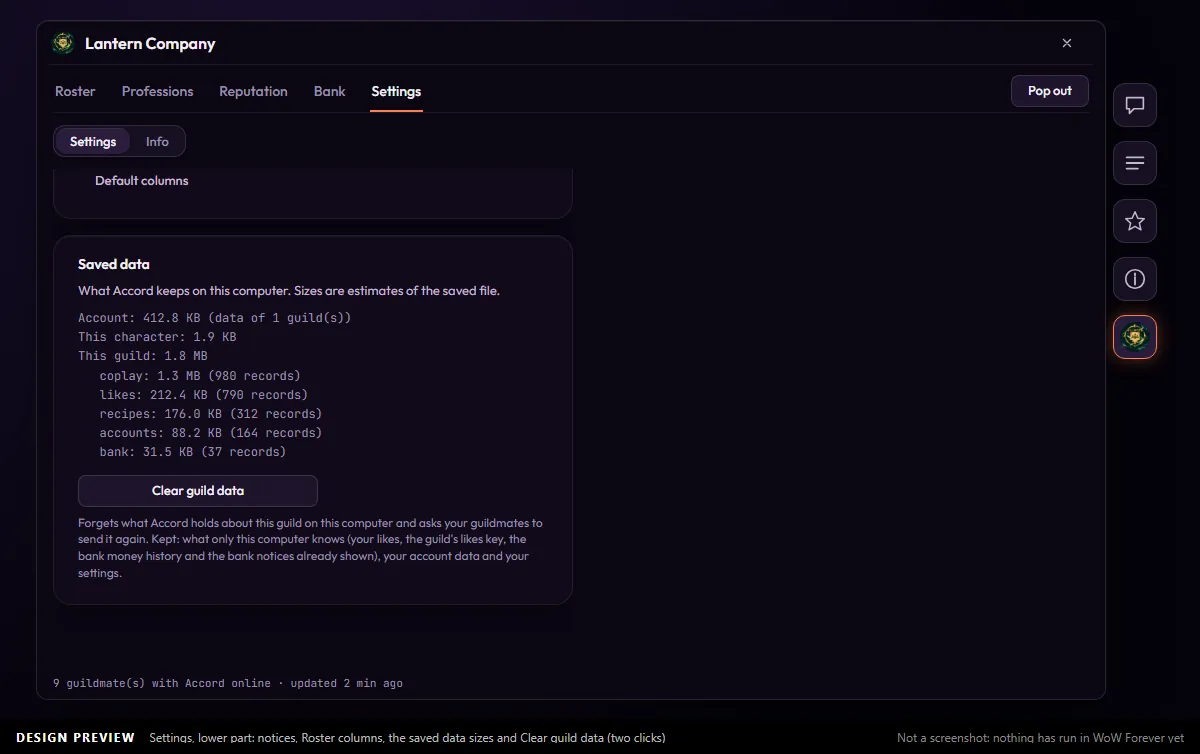 Lantern Company
Roster Professions Reputation Bank Settings Pop out
Settings Info
Default columns
Saved data
What Accord keeps on this computer. Sizes are estimates of the saved file.
Account: 412.8 KB (data of 1 guild(s))
This character: 1.9 KB
This guild: 1.8 MB
coplay: 1.3 MB (980 records)
likes: 212.4 KB (790 records)
recipes: 176.0 KB (312 records)
accounts: 88.2 KB (164 records)
bank: 31.5 KB (37 records)
Clear guild data
Forgets what Accord holds about this guild on this computer and asks your guildmates to
send it again. Kept: what only this computer knows (your likes, the guild's likes key, the
bank money history and the bank notices already shown), your account data and your
settings.
9 guildmate(s) with Accord online · updated 2 min ago
DESIGN PREVIEW Settings, lower part: notices, Roster columns, the saved data sizes and Clear guild data (two clicks) Not a screenshot: nothing has run in WoW Forever yet